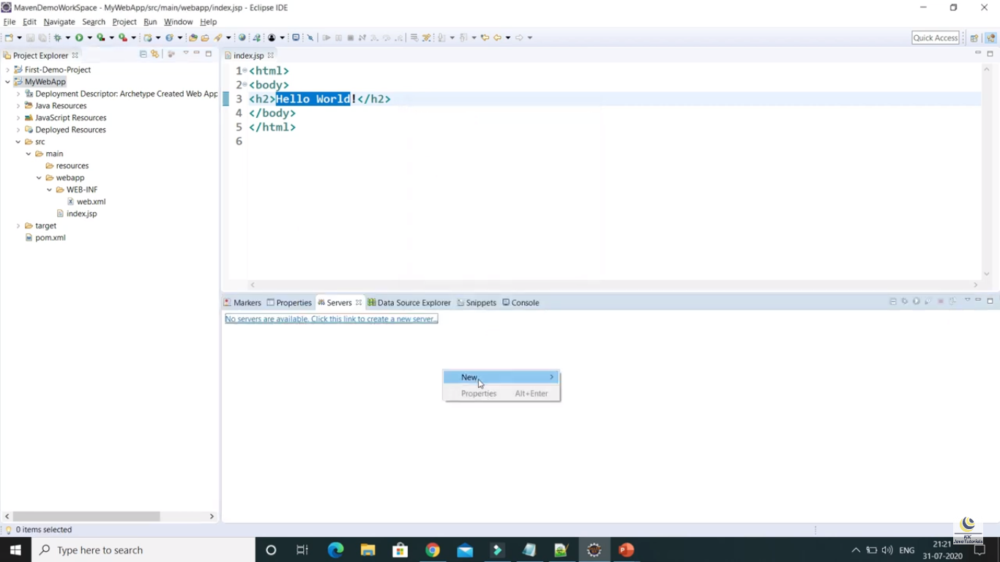 MavenDemoWorkSpace - MyWebApp/src/main/webapp/index.jsp - Eclipse IDE
File Edit Navigate Search Project Run Window Help
Quick Access
Project Explorer
First-Demo-Project
MyWebApp
Deployment Descriptor: Archetype Created Web App
Java Resources
JavaScript Resources
Deployed Resources
src
main
resources
webapp
WEB-INF
web.xml
index.jsp
target
pom.xml
index.jsp
1 <html>
2 <body>
3 <h2>Hello World!</h2>
4 </body>
5 </html>
6
Markers Properties Servers Data Source Explorer Snippets Console
No servers are available. Click this link to create a new server...
New
Properties Alt+Enter
0 items selected
Type here to search
ENG
21:21
31-07-2020
KK
JavaTutorials